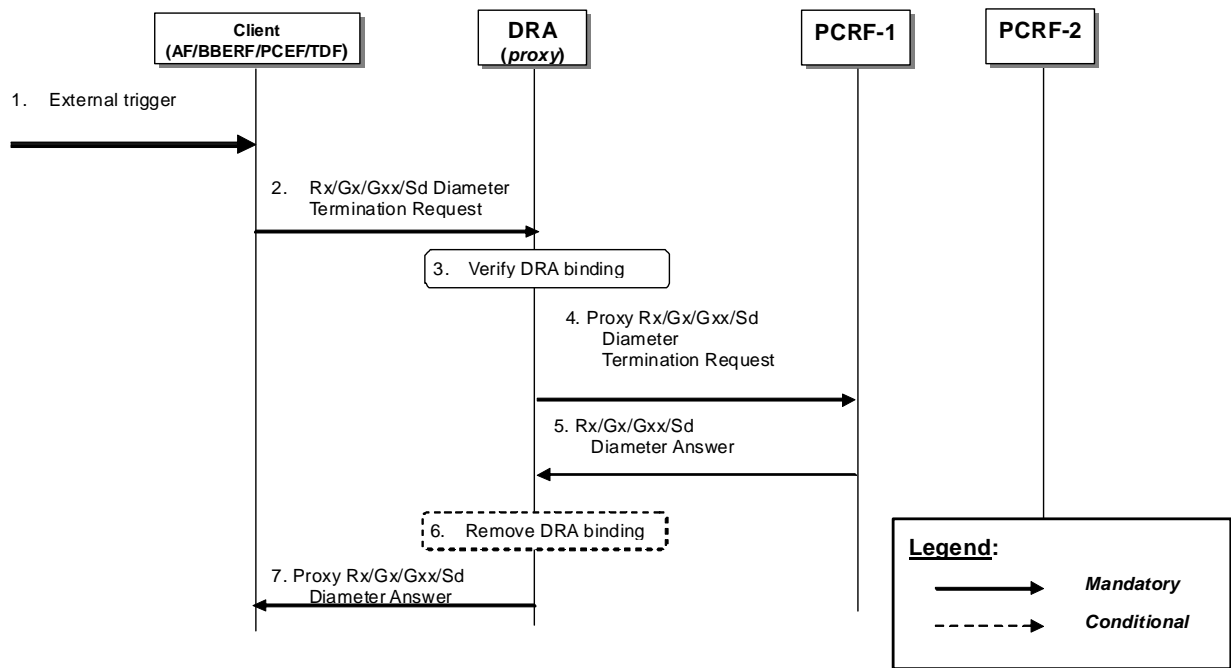 Client
(AF/BBERF/PCEF/TDF)
DRA
(proxy)
PCRF-1
PCRF-2
1. External trigger
2. Rx/Gx/Gxx/Sd Diameter
Termination Request
3. Verify DRA binding
4. Proxy Rx/Gx/Gxx/Sd
Diameter
Termination Request
5. Rx/Gx/Gxx/Sd
Diameter Answer
6. Remove DRA binding
7. Proxy Rx/Gx/Gxx/Sd
Diameter Answer
Legend:
Mandatory
Conditional